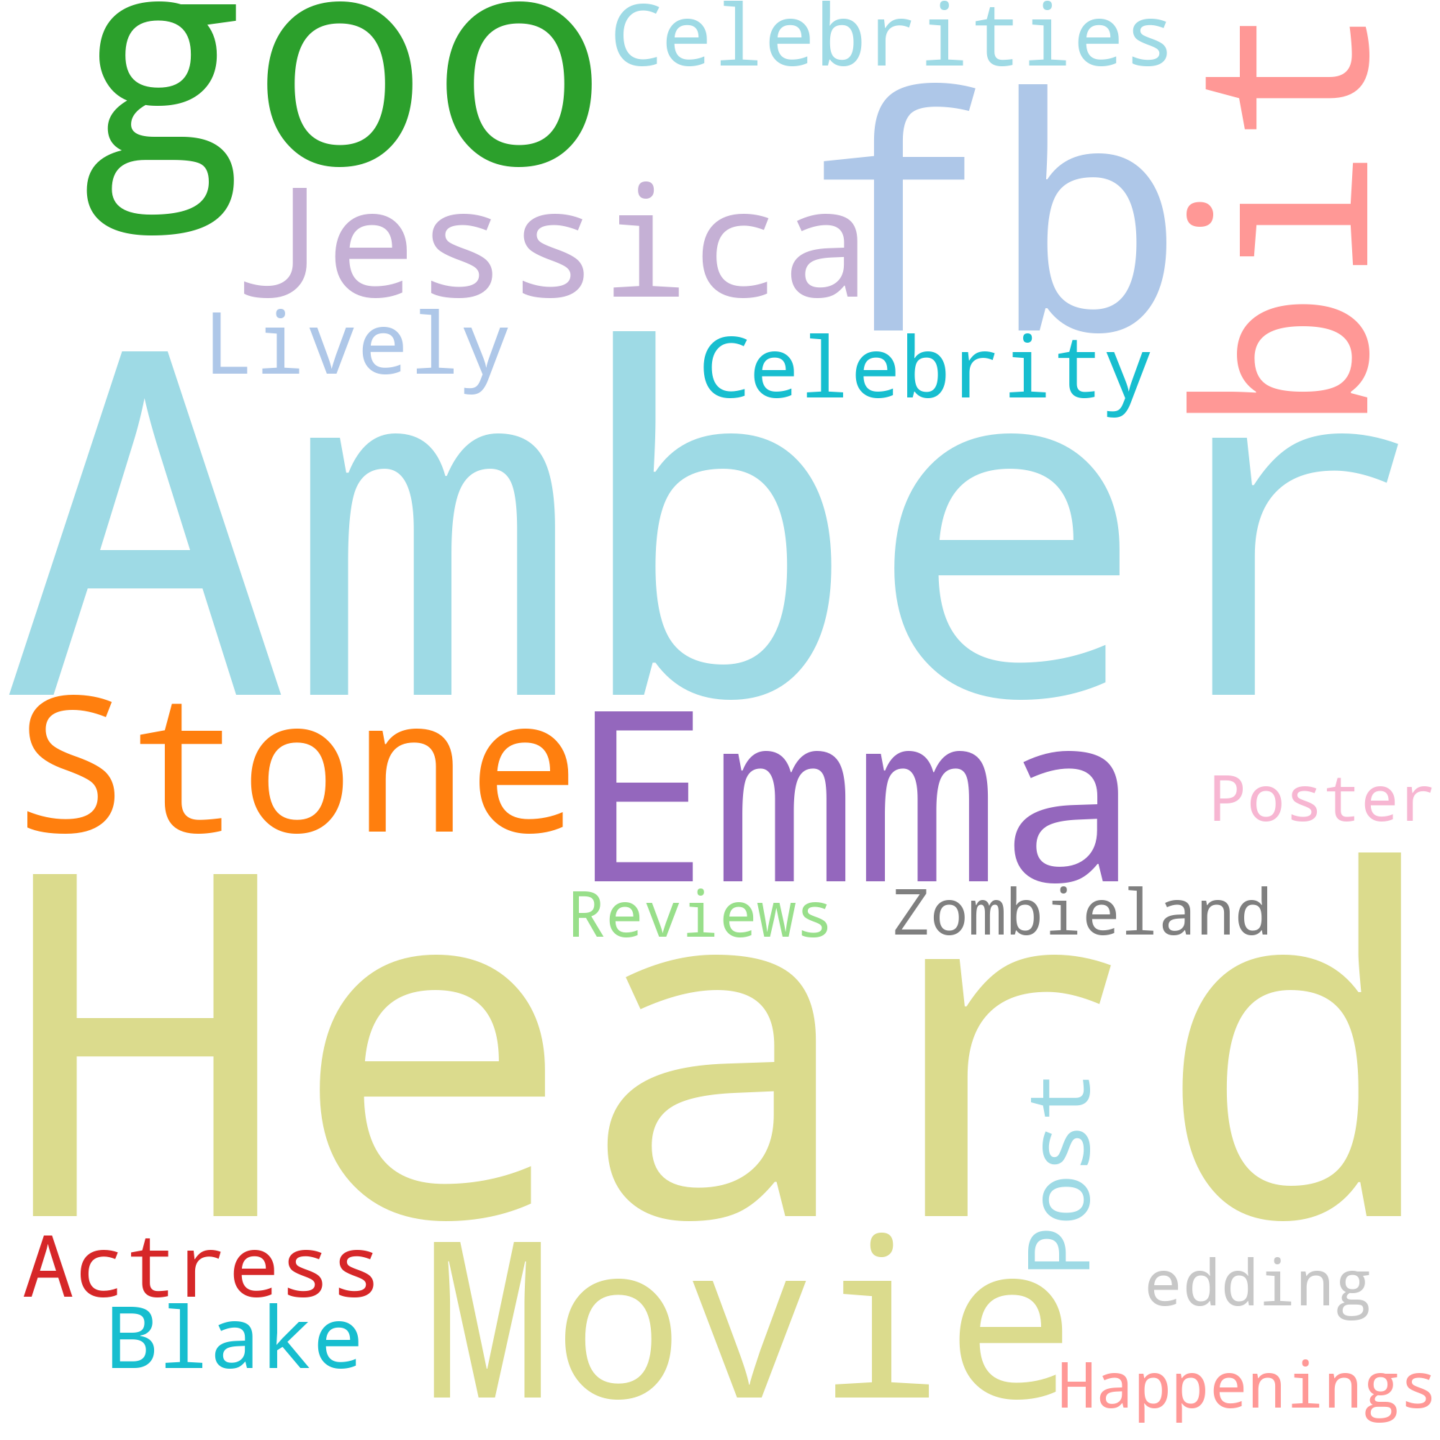 goo
Celebrities
bit
fb
Jessica
Lively
Celebrity
Amber
Stone
Emma
Poster
Reviews
Zombieland
Heard
Post
Actress
Movie
edding
Blake
Happenings